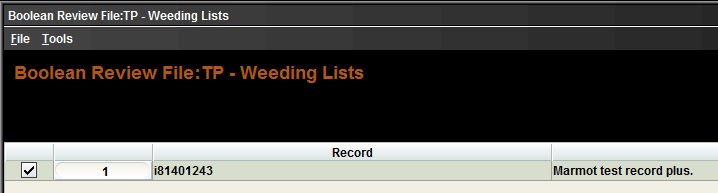 Boolean Review File:TP - Weeding Lists
File Tools
Boolean Review File:TP - Weeding Lists
Record
1 i81401243 Marmot test record plus.